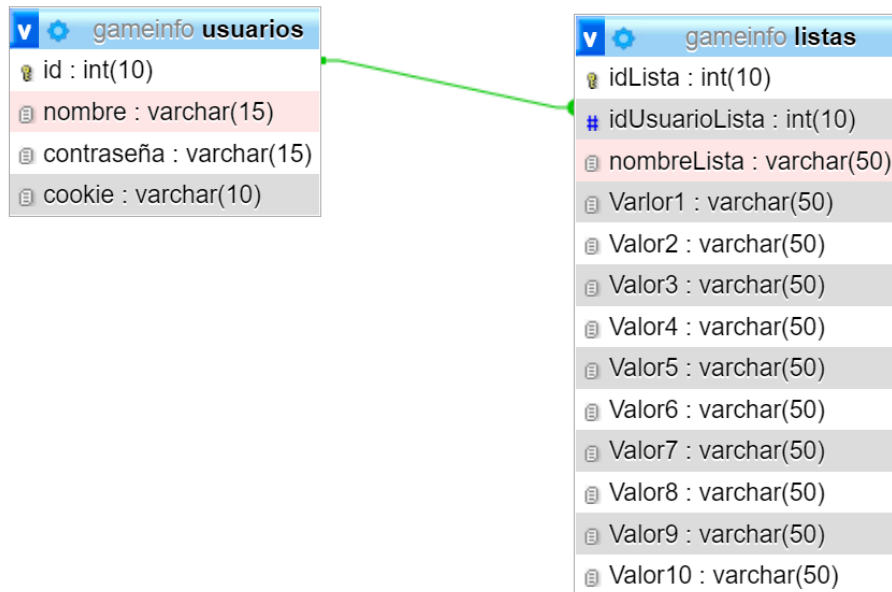 v gameinfo usuarios
id : int(10)
nombre : varchar(15)
contraseña : varchar(15)
cookie : varchar(10)
v gameinfo listas
idLista : int(10)
# idUsuarioLista : int(10)
nombreLista : varchar(50)
Varlor1 : varchar(50)
Valor2 : varchar(50)
Valor3 : varchar(50)
Valor4 : varchar(50)
Valor5 : varchar(50)
Valor6 : varchar(50)
Valor7 : varchar(50)
Valor8 : varchar(50)
Valor9 : varchar(50)
Valor10 : varchar(50)